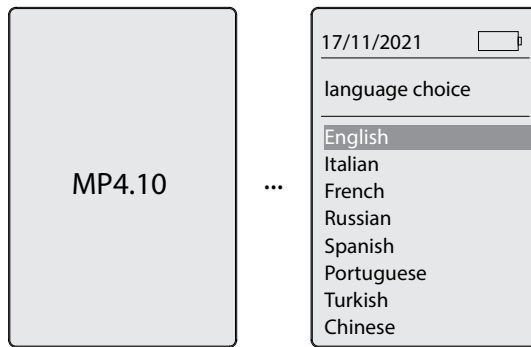 MP4.10
...
17/11/2021
language choice
English
Italian
French
Russian
Spanish
Portuguese
Turkish
Chinese